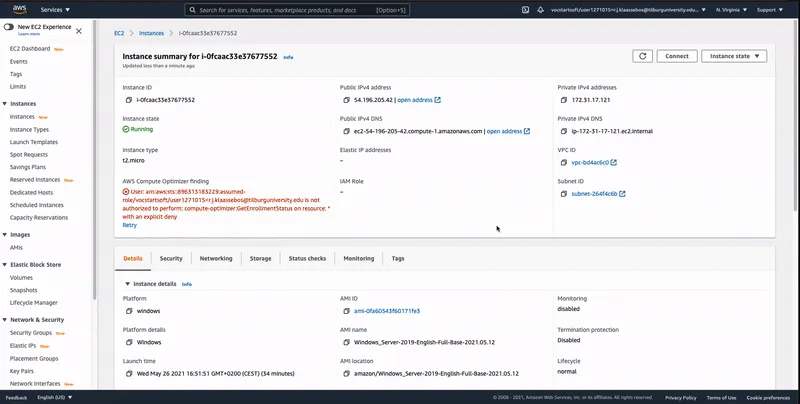 aws
Services
Search for services, features, marketplace products, and docs
[Option+S]
vocstartsoft/user1271015=r.j.klaassebos@tilburguniversity.edu...
N. Virginia
Support
New EC2 Experience
Learn more
EC2 Dashboard New
Events
Tags
Limits
Instances
Instances New
Instance Types
Launch Templates
Spot Requests
Savings Plans
Reserved Instances New
Dedicated Hosts
Scheduled Instances
Capacity Reservations
Images
AMIs
Elastic Block Store
Volumes
Snapshots
Lifecycle Manager
Network & Security
Security Groups New
Elastic IPs New
Placement Groups
Key Pairs
Network Interfaces New
EC2 > Instances > i-0fcaac33e37677552
Instance summary for i-0fcaac33e37677552 Info
Updated less than a minute ago
Connect
Instance state
Instance ID
i-0fcaac33e37677552
Public IPv4 address
54.196.205.42 | open address
Private IPv4 addresses
172.31.17.121
Instance state
Running
Public IPv4 DNS
ec2-54-196-205-42.compute-1.amazonaws.com | open address
Private IPv4 DNS
ip-172-31-17-121.ec2.internal
Instance type
t2.micro
Elastic IP addresses
–
VPC ID
vpc-bd4ac6c0
AWS Compute Optimizer finding
User: arn:aws:sts::896313183229:assumed-
role/vocstartsoft/user1271015=r.j.klaassebos@tilburguniversity.edu is not
authorized to perform: compute-optimizer:GetEnrollmentStatus on resource: *
with an explicit deny
Retry
IAM Role
–
Subnet ID
subnet-264f4c6b
Details
Security
Networking
Storage
Status checks
Monitoring
Tags
Instance details Info
Platform
windows
AMI ID
ami-0fa60543f60171fe3
Monitoring
disabled
Platform details
Windows
AMI name
Windows_Server-2019-English-Full-Base-2021.05.12
Termination protection
Disabled
Launch time
Wed May 26 2021 16:51:51 GMT+0200 (CEST) (34 minutes)
AMI location
amazon/Windows_Server-2019-English-Full-Base-2021.05.12
Lifecycle
normal
Feedback
English (US)
© 2008 - 2021, Amazon Web Services, Inc. or its affiliates. All rights reserved.
Privacy Policy
Terms of Use
Cookie preferences